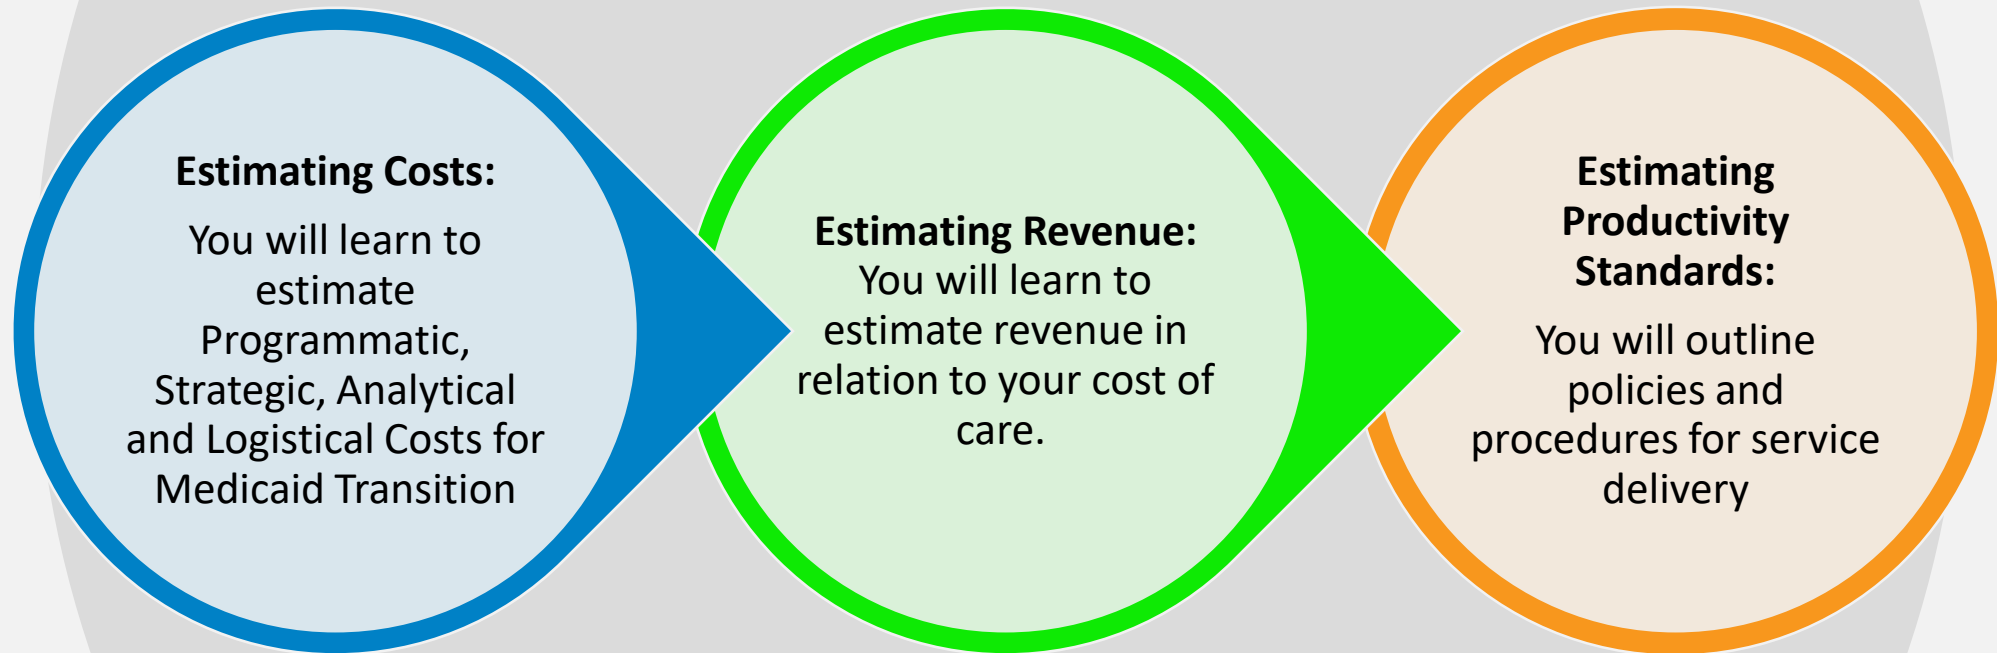 Estimating Costs:
You will learn to
estimate
Programmatic,
Strategic, Analytical
and Logistical Costs for
Medicaid Transition
Estimating Revenue:
You will learn to
estimate revenue in
relation to your cost of
care.
Estimating
Productivity
Standards:
You will outline
policies and
procedures for service
delivery